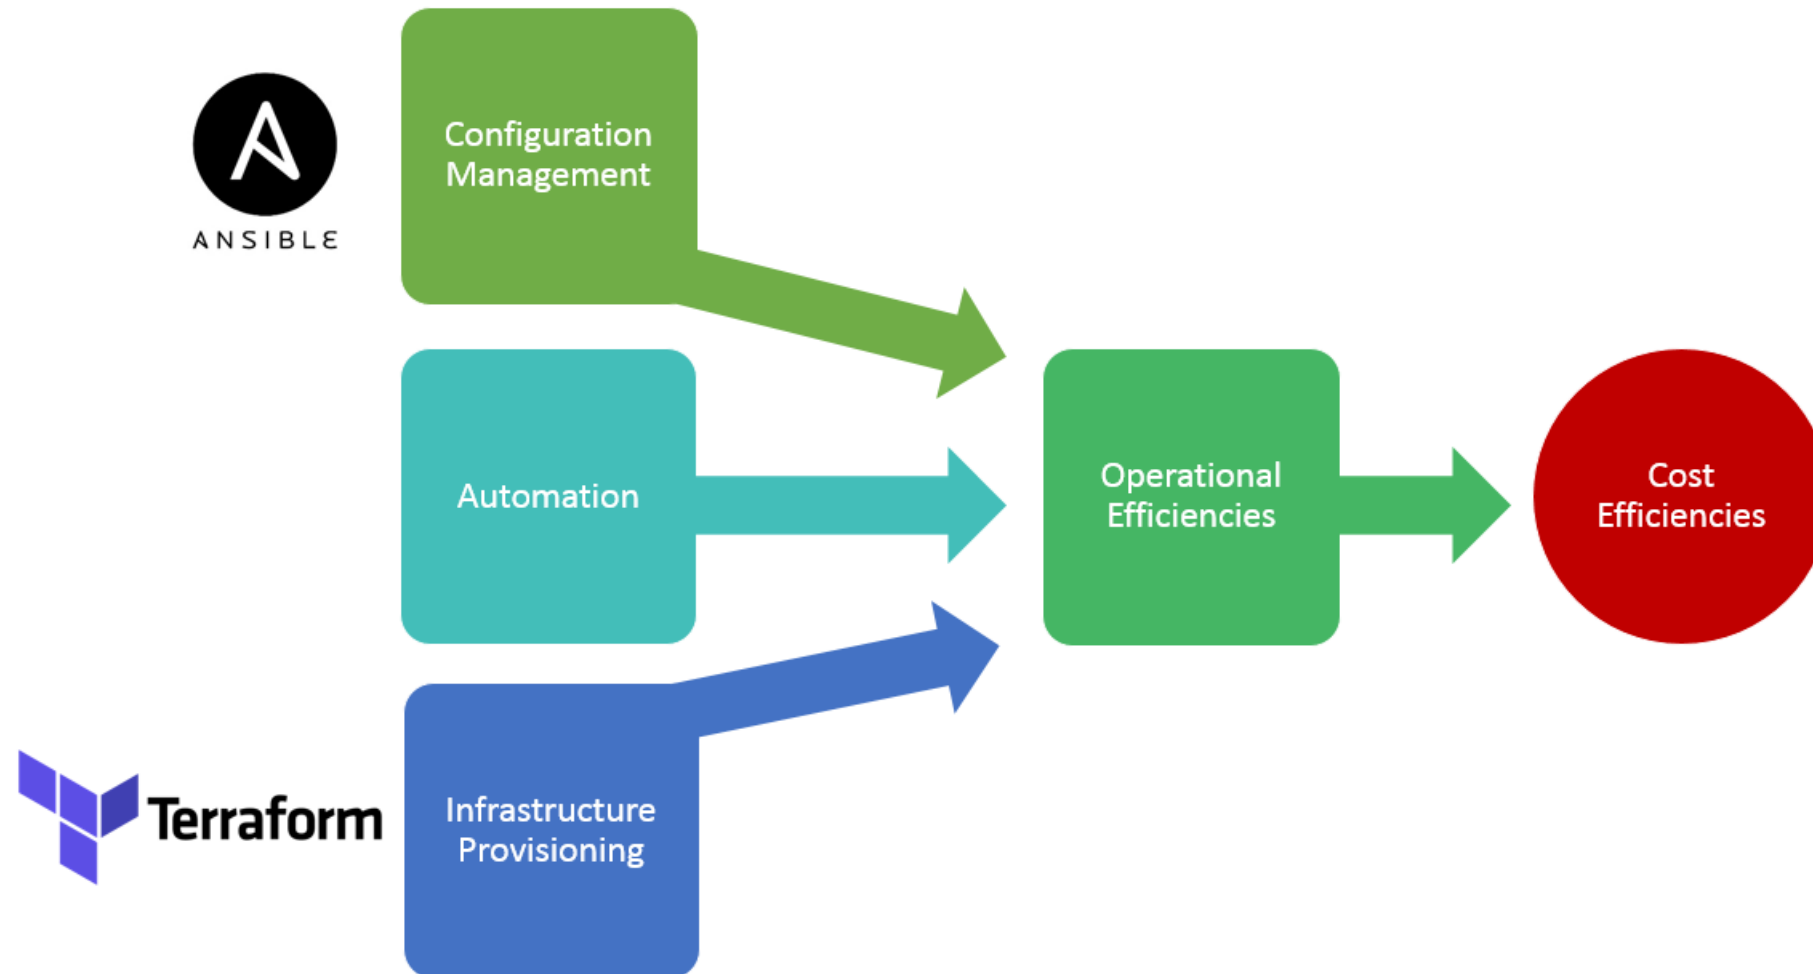 ANSIBLE
Configuration
Management
Automation
Terraform
Infrastructure
Provisioning
Operational
Efficiencies
Cost
Efficiencies